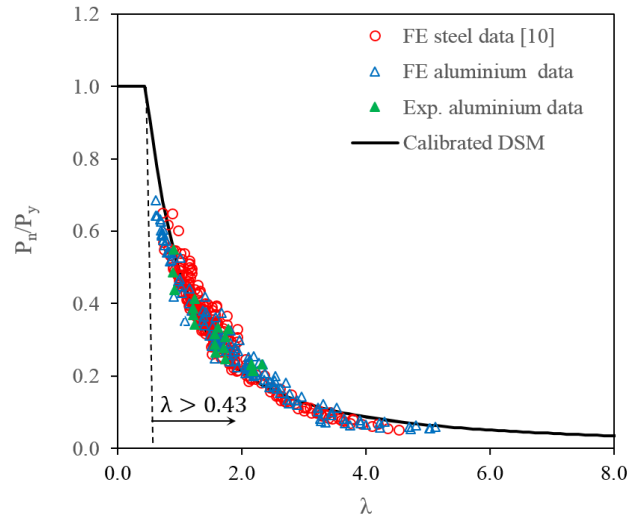 1.2
FE steel data [10]
FE aluminium data
1.0
Exp. aluminium data
Calibrated DSM
0.8
Pn/Py
0.6
0.4
0.2
λ > 0.43
0.0
0.0 2.0 4.0 6.0 8.0
λ